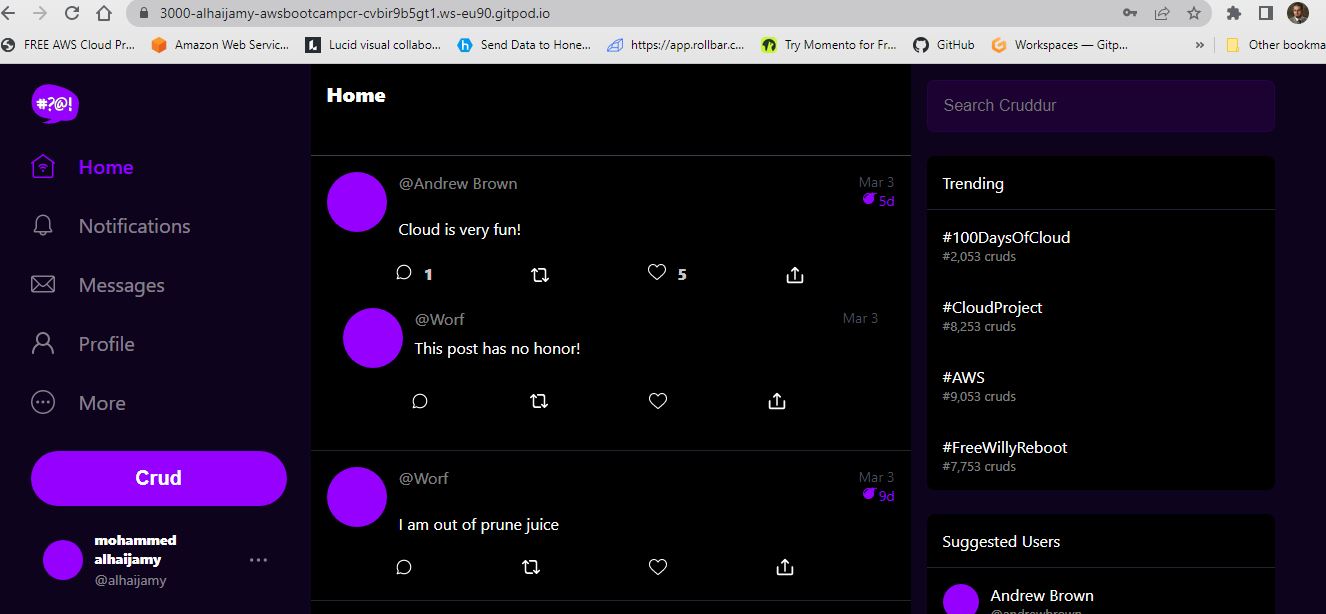 3000-alhaijamy-awsbootcampcr-cvbir9b5gt1.ws-eu90.gitpod.io
FREE AWS Cloud Pr...
Amazon Web Servic...
Lucid visual collabo...
Send Data to Hone...
https://app.rollbar.c...
Try Momento for Fr...
GitHub
Workspaces — Gitp...
»
Other bookma
#?@!
Home
Notifications
Messages
Profile
More
Crud
mohammed
alhaijamy
@alhaijamy
Home
@Andrew Brown
Mar 3
5d
Cloud is very fun!
1
5
@Worf
Mar 3
This post has no honor!
@Worf
Mar 3
9d
I am out of prune juice
Search Cruddur
Trending
#100DaysOfCloud
#2,053 cruds
#CloudProject
#8,253 cruds
#AWS
#9,053 cruds
#FreeWillyReboot
#7,753 cruds
Suggested Users
Andrew Brown
@andrewbrown